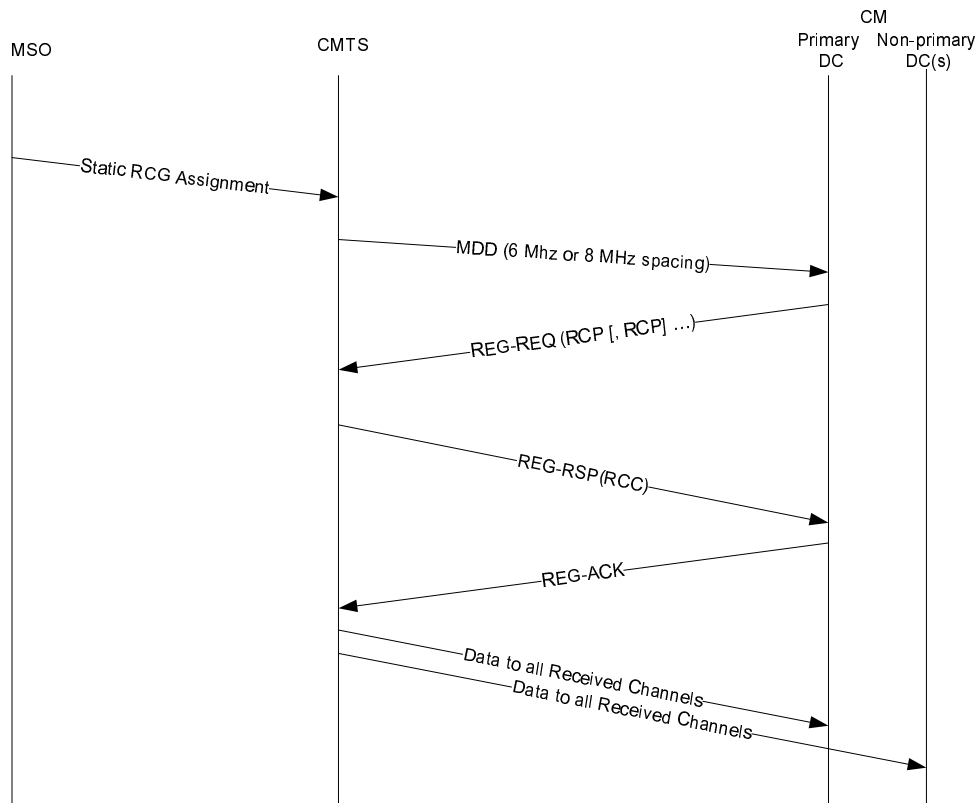 CM
MSO
CMTS
Primary
DC
Non-primary
DC(s)
Static RCG Assignment
MDD (6 Mhz or 8 MHz spacing)
REG-REQ (RCP [, RCP] …)
REG-RSP(RCC)
REG-ACK
Data to all Received Channels
Data to all Received Channels